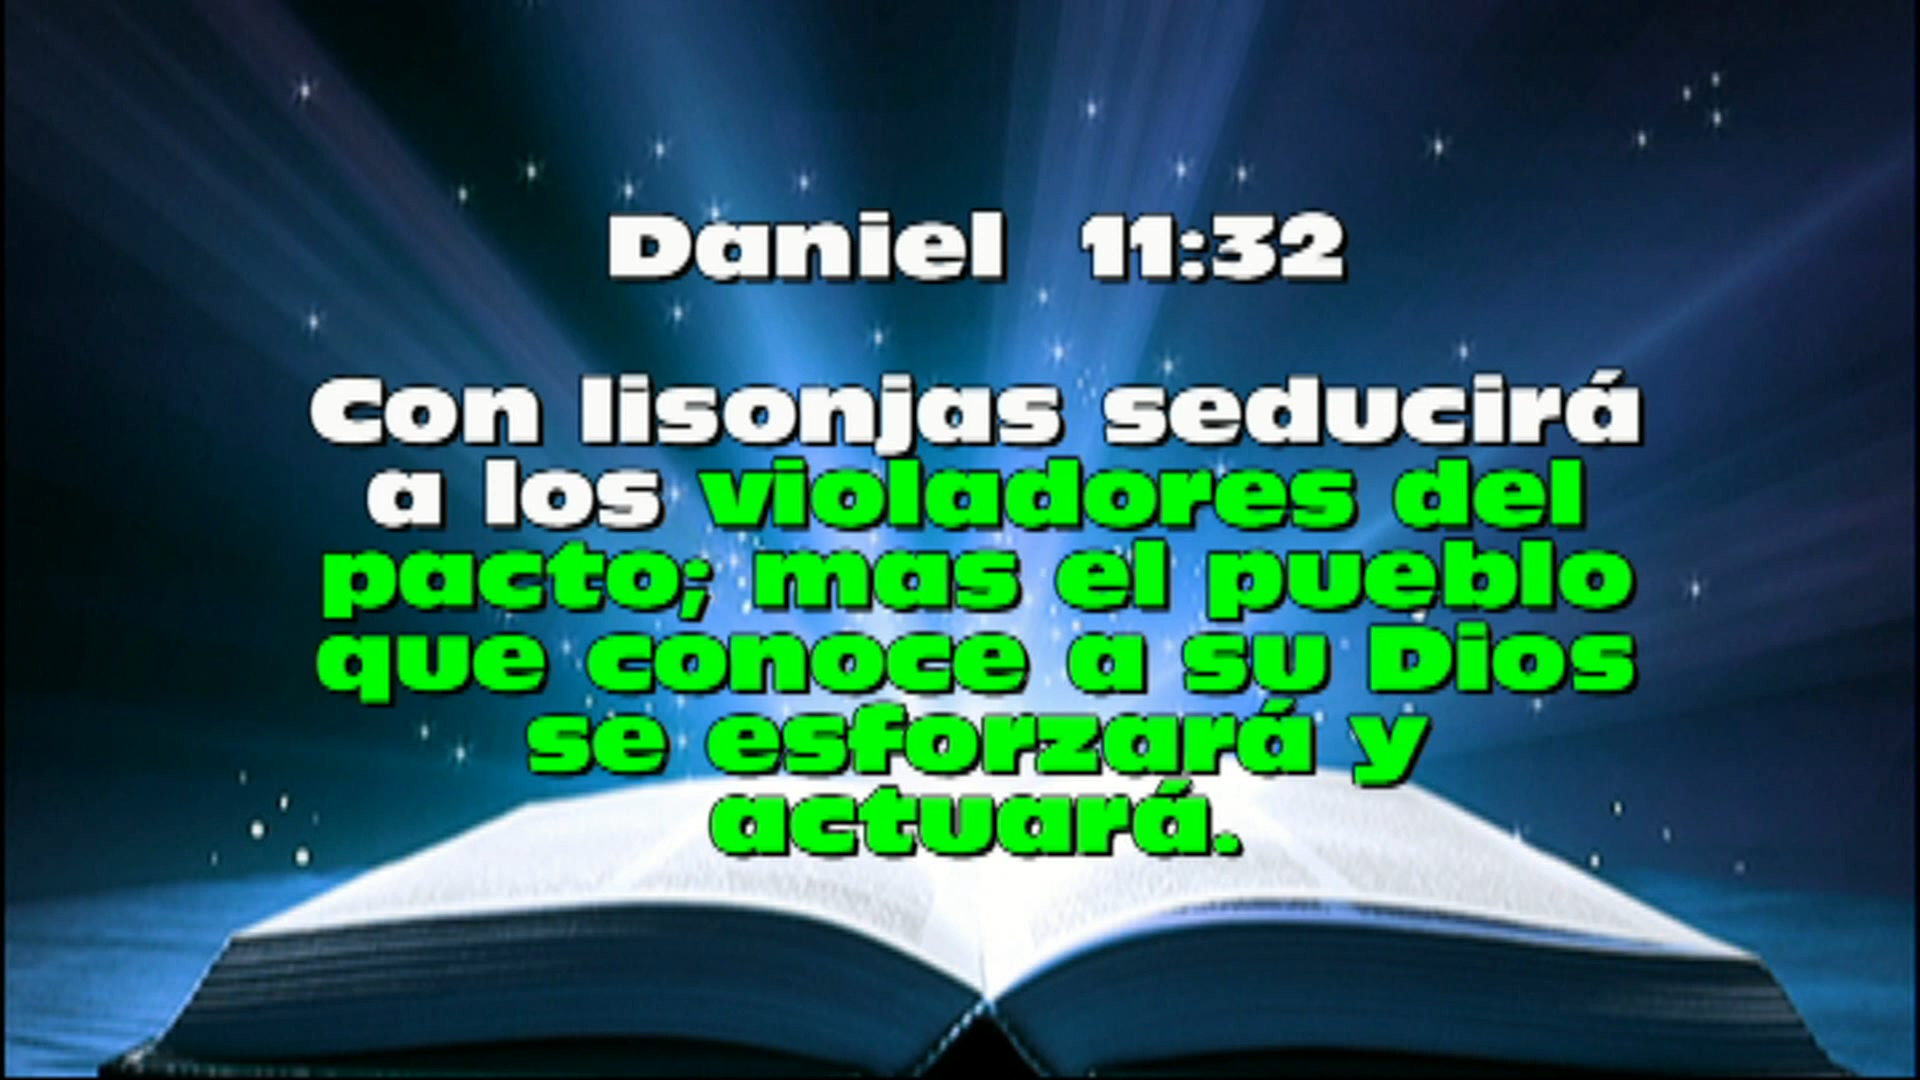 Daniel 11:32
Con lisonjas seducirá
a los violadores del
pacto; mas el pueblo
que conoce a su Dios
se esforzará y
actuará.